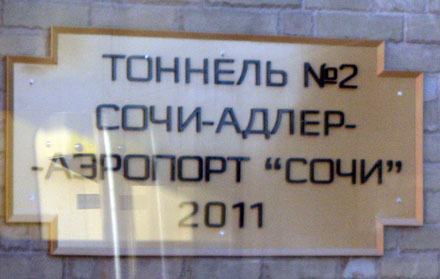 ТОННЕЛЬ №2
СОЧИ-АДЛЕР-
-АЭРОПОРТ “СОЧИ”
2011